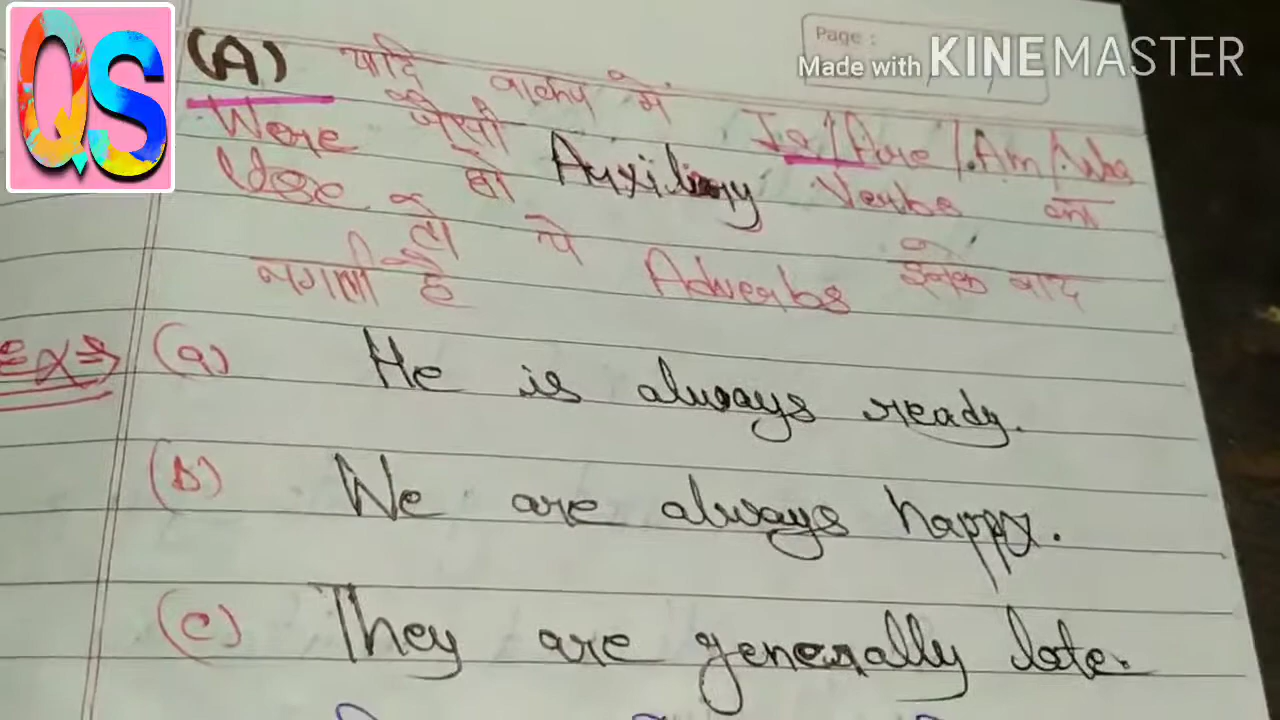 QS
Page :
Made with KINEMASTER
(A) यदि वाक्य में Is/Are/Am/Was
Were जैसी Auxiliary Verbs का
Use हो तो ये Adverbs इनके बाद
लगती है
Ex⇒ (a) He is always ready.
(b) We are always happy.
(c) They are generally late.